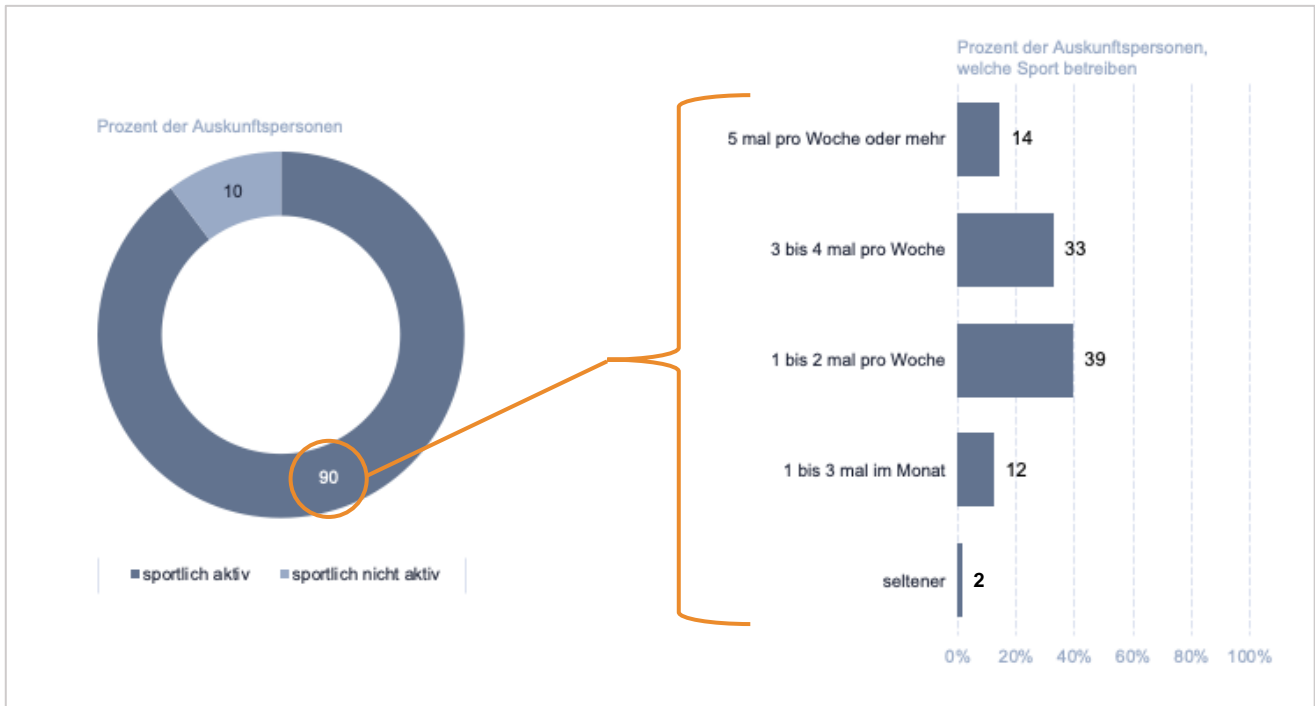 Prozent der Auskunftspersonen
10
90
sportlich aktiv sportlich nicht aktiv
Prozent der Auskunftspersonen,
welche Sport betreiben
5 mal pro Woche oder mehr 14
3 bis 4 mal pro Woche 33
1 bis 2 mal pro Woche 39
1 bis 3 mal im Monat 12
seltener 2
0% 20% 40% 60% 80% 100%